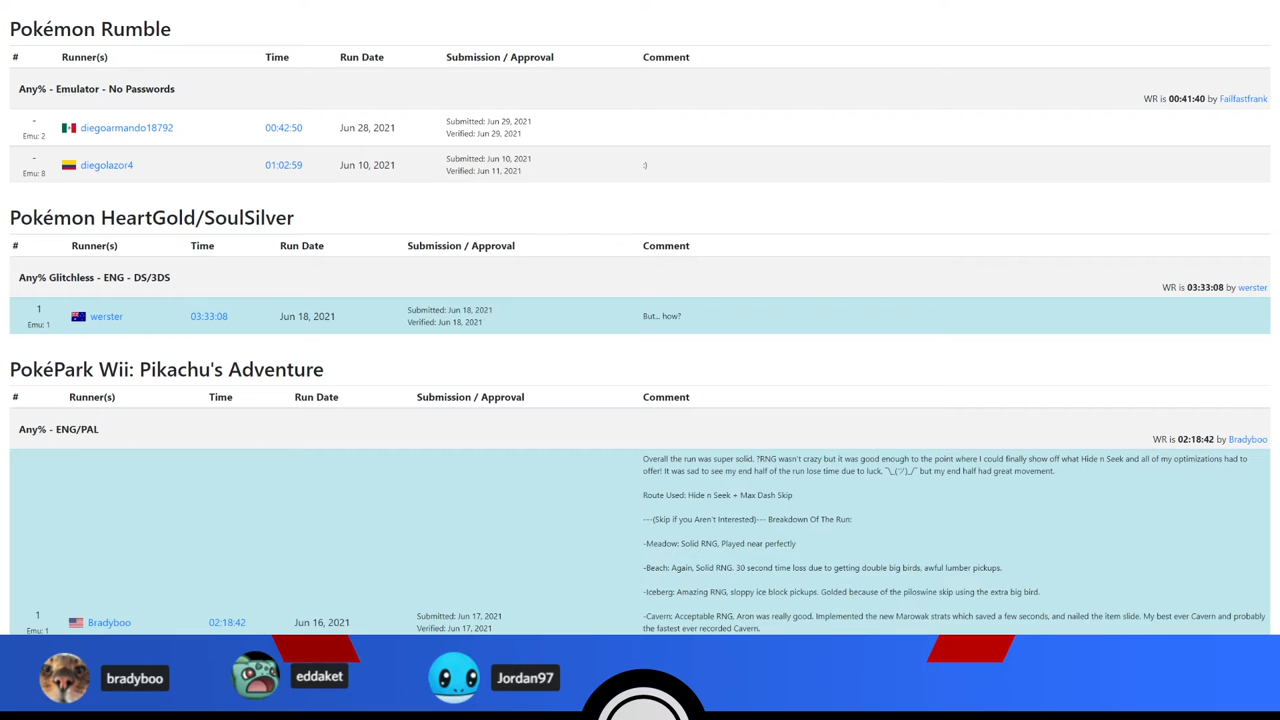 Pokémon Rumble
# Runner(s) Time Run Date Submission / Approval Comment
Any% - Emulator - No Passwords
WR is 00:41:40 by Failfastfrank
-
Emu: 2
diegoarmando18792 00:42:50 Jun 28, 2021
Submitted: Jun 29, 2021
Verified: Jun 29, 2021
-
Emu: 8
diegolazor4 01:02:59 Jun 10, 2021
Submitted: Jun 10, 2021
Verified: Jun 11, 2021
:)
Pokémon HeartGold/SoulSilver
# Runner(s) Time Run Date Submission / Approval Comment
Any% Glitchless - ENG - DS/3DS
WR is 03:33:08 by werster
1
Emu: 1
werster 03:33:08 Jun 18, 2021
Submitted: Jun 18, 2021
Verified: Jun 18, 2021
But... how?
PokéPark Wii: Pikachu's Adventure
# Runner(s) Time Run Date Submission / Approval Comment
Any% - ENG/PAL
WR is 02:18:42 by Bradyboo
Overall the run was super solid. ?RNG wasn't crazy but it was good enough to the point where I could finally show off what Hide n Seek and all of my optimizations had to
offer! It was sad to see my end half of the run lose time due to luck. ¯\_(ツ)_/¯ but my end half had great movement.
Route Used: Hide n Seek + Max Dash Skip
---(Skip if you Aren't Interested)--- Breakdown Of The Run:
-Meadow: Solid RNG, Played near perfectly
-Beach: Again, Solid RNG. 30 second time loss due to getting double big birds, awful lumber pickups.
-Iceberg: Amazing RNG, sloppy ice block pickups. Golded because of the piloswine skip using the extra big bird.
-Cavern: Acceptable RNG, Aron was really good. Implemented the new Marowak strats which saved a few seconds, and nailed the item slide. My best ever Cavern and probably
the fastest ever recorded Cavern.
1
Emu: 1
Bradyboo 02:18:42 Jun 16, 2021
Submitted: Jun 17, 2021
Verified: Jun 17, 2021
bradyboo
eddaket
Jordan97